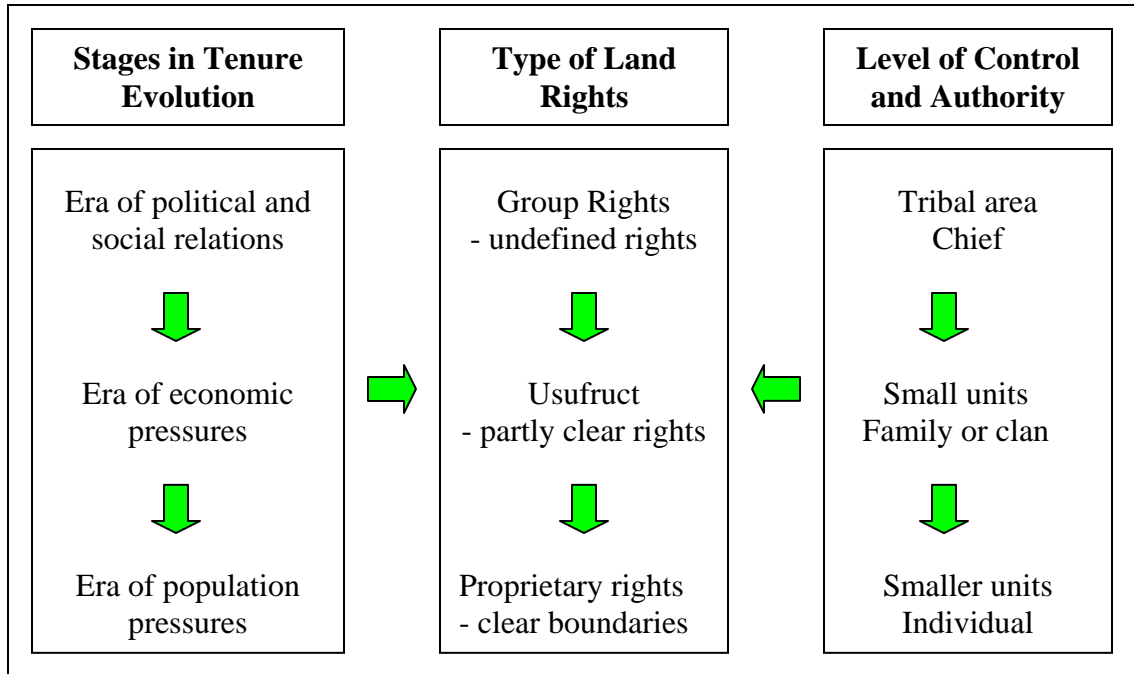 Stages in Tenure
Evolution
Type of Land
Rights
Level of Control
and Authority
Era of political and
social relations
Era of economic
pressures
Era of population
pressures
Group Rights
- undefined rights
Usufruct
- partly clear rights
Proprietary rights
- clear boundaries
Tribal area
Chief
Small units
Family or clan
Smaller units
Individual